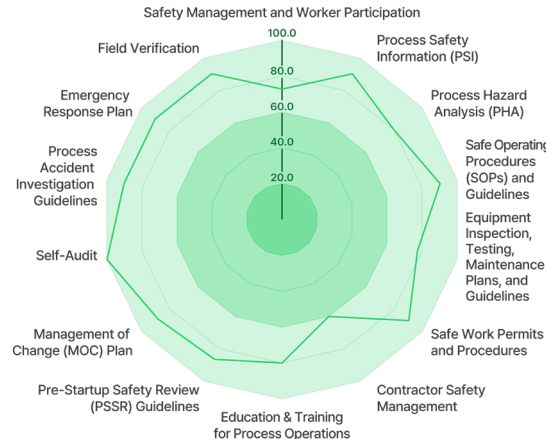 Safety Management and Worker Participation
100.0
80.0
60.0
40.0
20.0
Process Safety
Information (PSI)
Process Hazard
Analysis (PHA)
Safe Operating
Procedures
(SOPs) and
Guidelines
Equipment
Inspection,
Testing,
Maintenance
Plans, and
Guidelines
Safe Work Permits
and Procedures
Contractor Safety
Management
Education & Training
for Process Operations
Pre-Startup Safety Review
(PSSR) Guidelines
Management of
Change (MOC) Plan
Self-Audit
Process
Accident
Investigation
Guidelines
Emergency
Response Plan
Field Verification